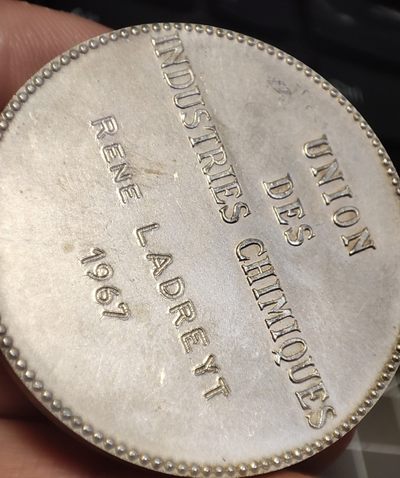 UNION
DES
INDUSTRIES CHIMIQUES
RENE LADREYT
1967